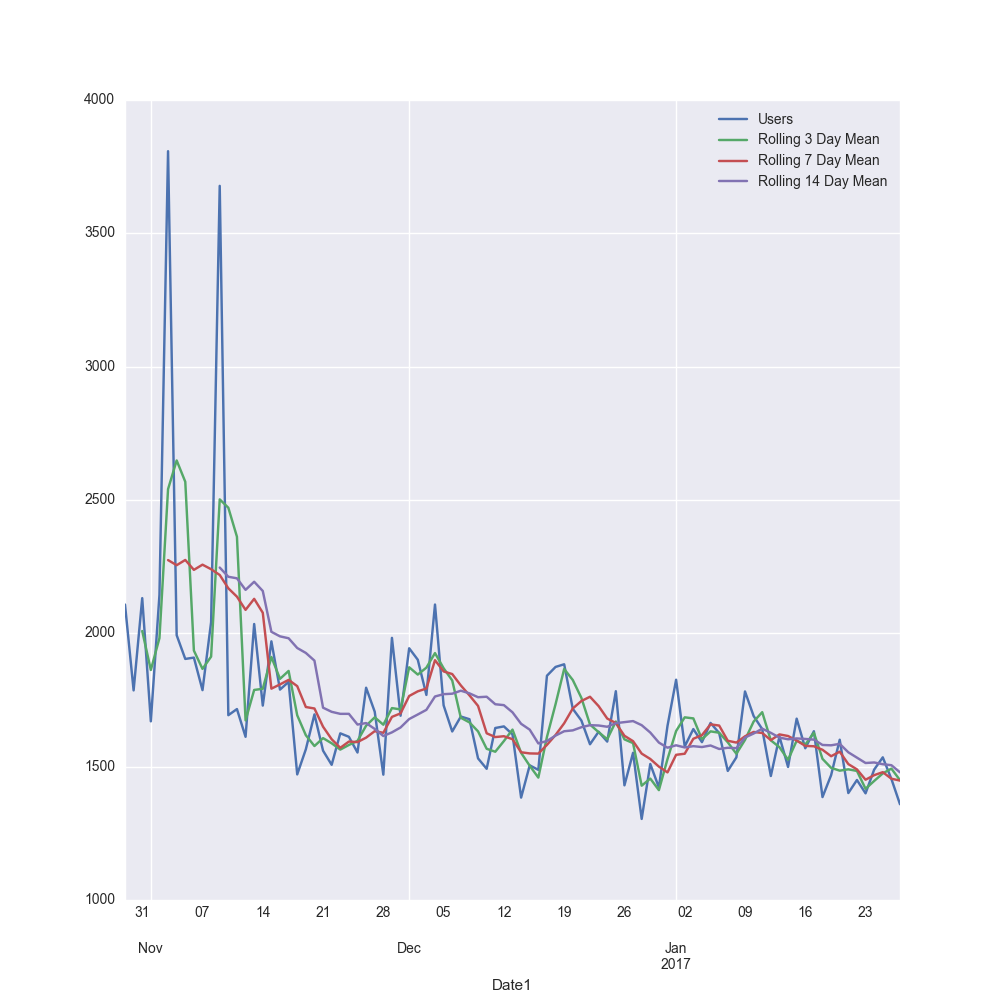 4000
3500
3000
2500
2000
1500
1000
Users
Rolling 3 Day Mean
Rolling 7 Day Mean
Rolling 14 Day Mean
31 07 14 21 28 05 12 19 26 02 09 16 23
Nov Dec Jan
2017
Date1